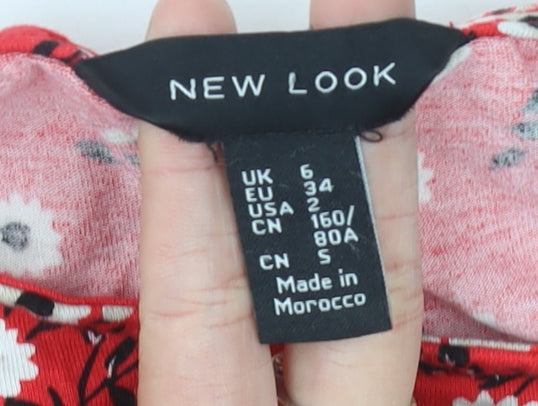 NEW LOOK
UK 6
EU 34
USA 2
CN 160/
80A
CN S
Made in
Morocco